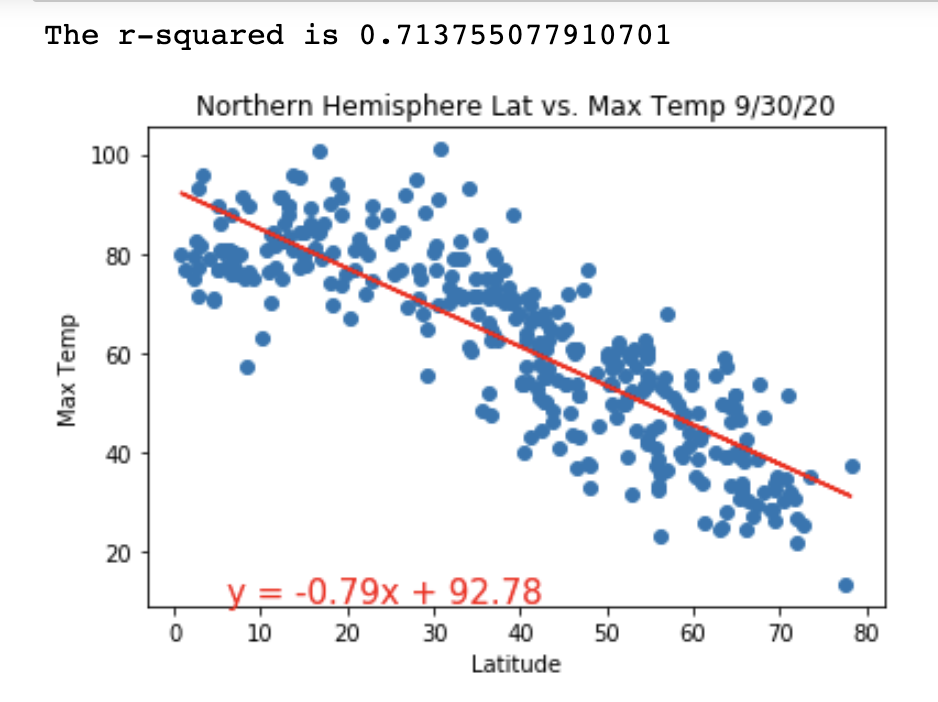 The r-squared is 0.713755077910701
Northern Hemisphere Lat vs. Max Temp 9/30/20
100
80
60
40
20
Max Temp
y = -0.79x + 92.78
0 10 20 30 40 50 60 70 80
Latitude